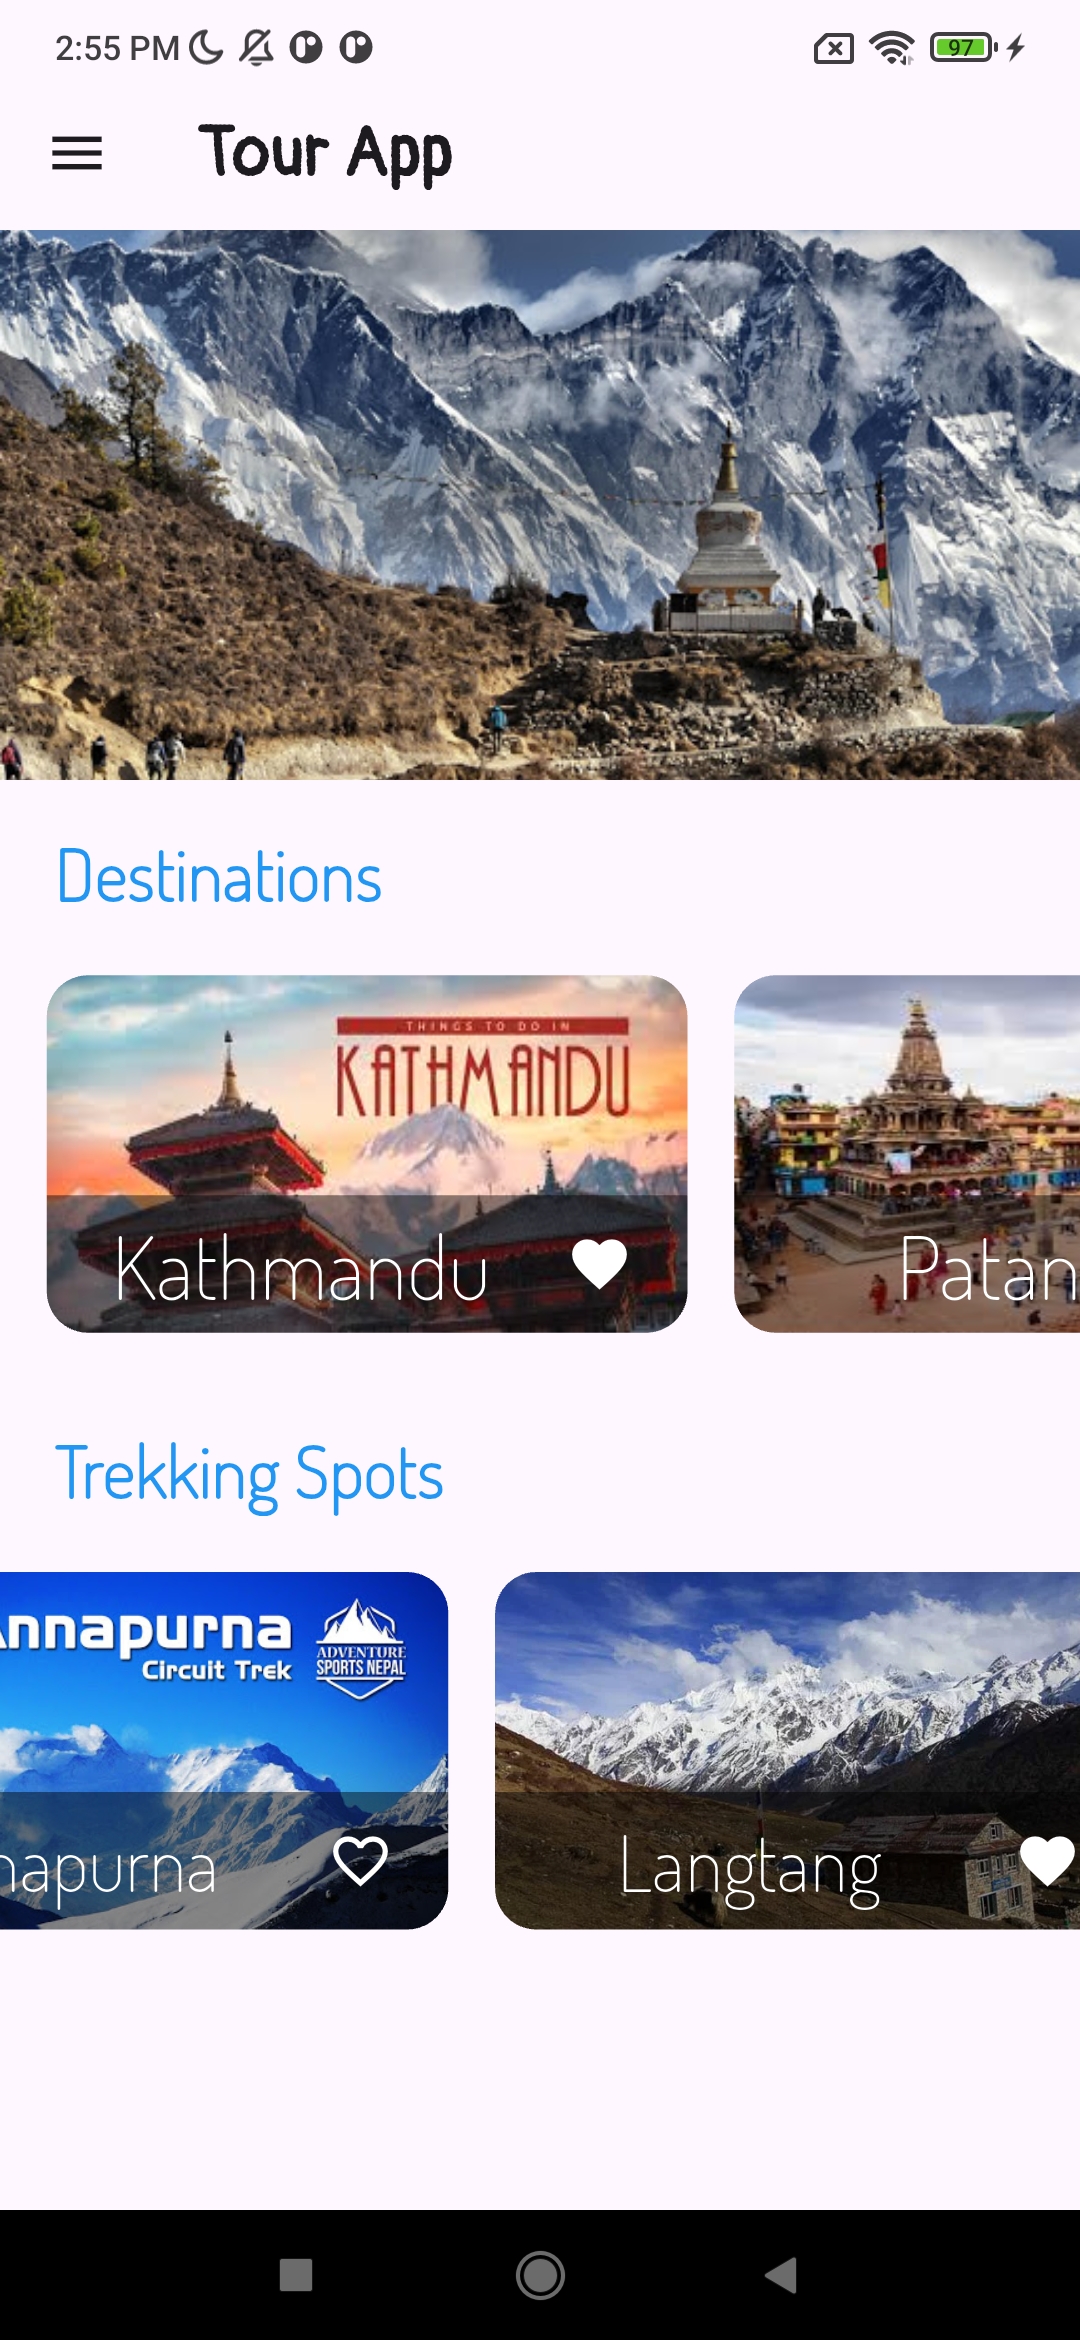 2:55 PM
97
Tour App
Destinations
THINGS TO DO IN
KATHMANDU
Kathmandu
Patan
Trekking Spots
Annapurna
Circuit Trek
ADVENTURE
SPORTS NEPAL
napurna
Langtang